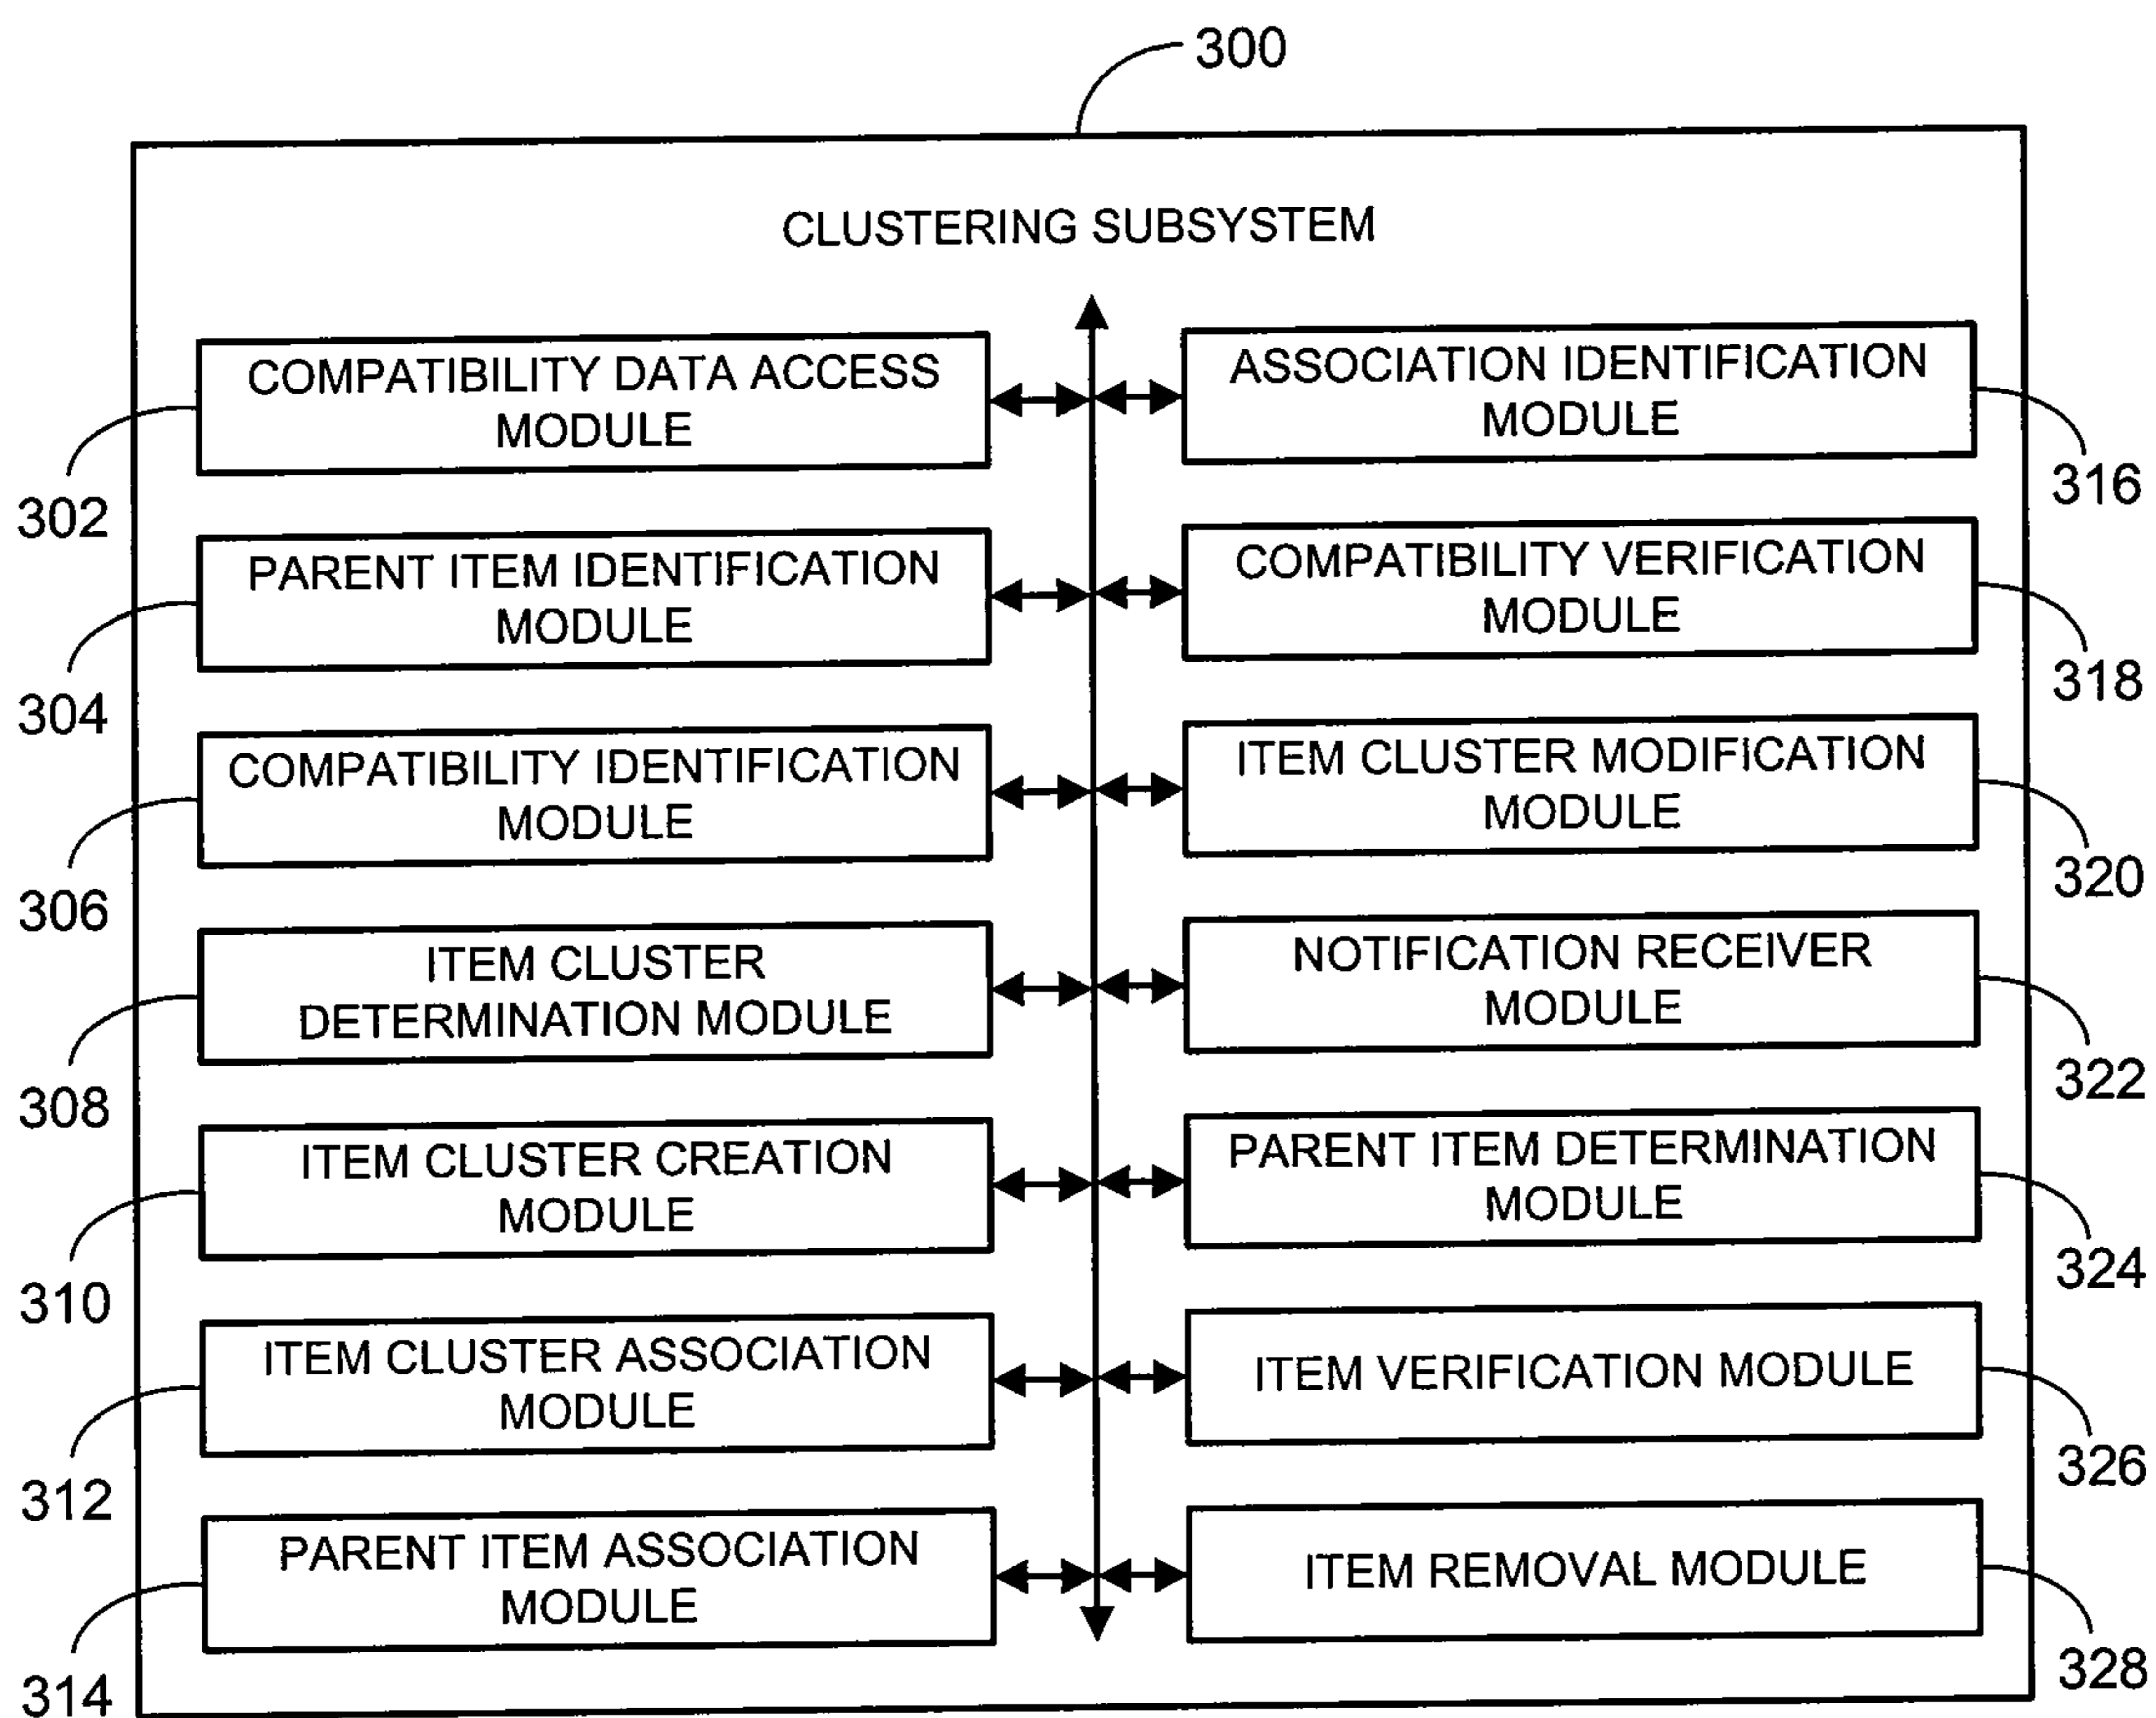 300
CLUSTERING SUBSYSTEM
COMPATIBILITY DATA ACCESS
MODULE
302
PARENT ITEM IDENTIFICATION
MODULE
304
COMPATIBILITY IDENTIFICATION
MODULE
306
ITEM CLUSTER
DETERMINATION MODULE
308
ITEM CLUSTER CREATION
MODULE
310
ITEM CLUSTER ASSOCIATION
MODULE
312
PARENT ITEM ASSOCIATION
MODULE
314
ASSOCIATION IDENTIFICATION
MODULE
316
COMPATIBILITY VERIFICATION
MODULE
318
ITEM CLUSTER MODIFICATION
MODULE
320
NOTIFICATION RECEIVER
MODULE
322
PARENT ITEM DETERMINATION
MODULE
324
ITEM VERIFICATION MODULE
326
ITEM REMOVAL MODULE
328